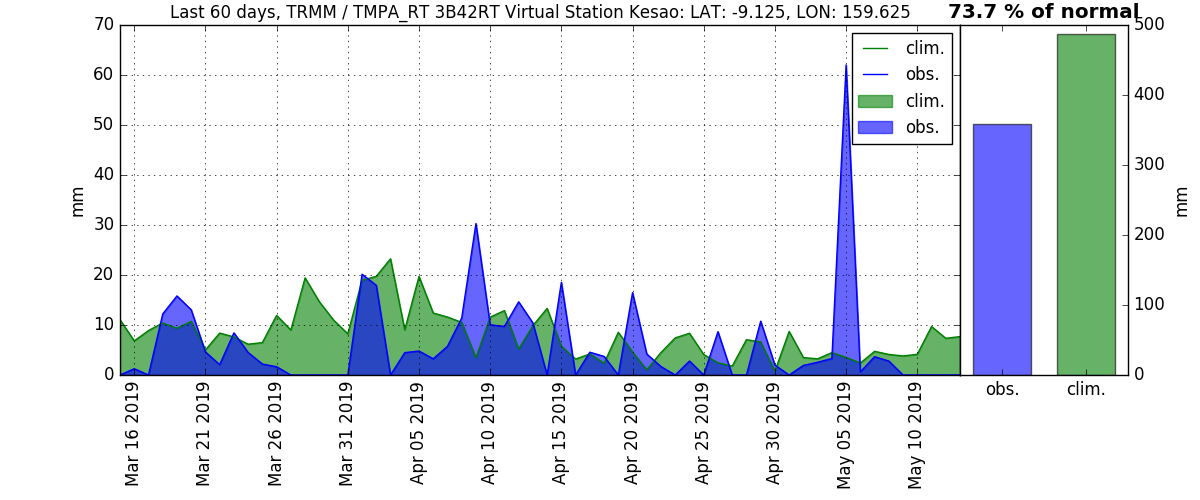 Last 60 days, TRMM / TMPA_RT 3B42RT Virtual Station Kesao: LAT: -9.125, LON: 159.625
73.7 % of normal
70
60
50
40
30
20
10
0
mm
clim.
obs.
clim.
obs.
500
400
300
200
100
0
mm
Mar 16 2019
Mar 21 2019
Mar 26 2019
Mar 31 2019
Apr 05 2019
Apr 10 2019
Apr 15 2019
Apr 20 2019
Apr 25 2019
Apr 30 2019
May 05 2019
May 10 2019
obs.
clim.